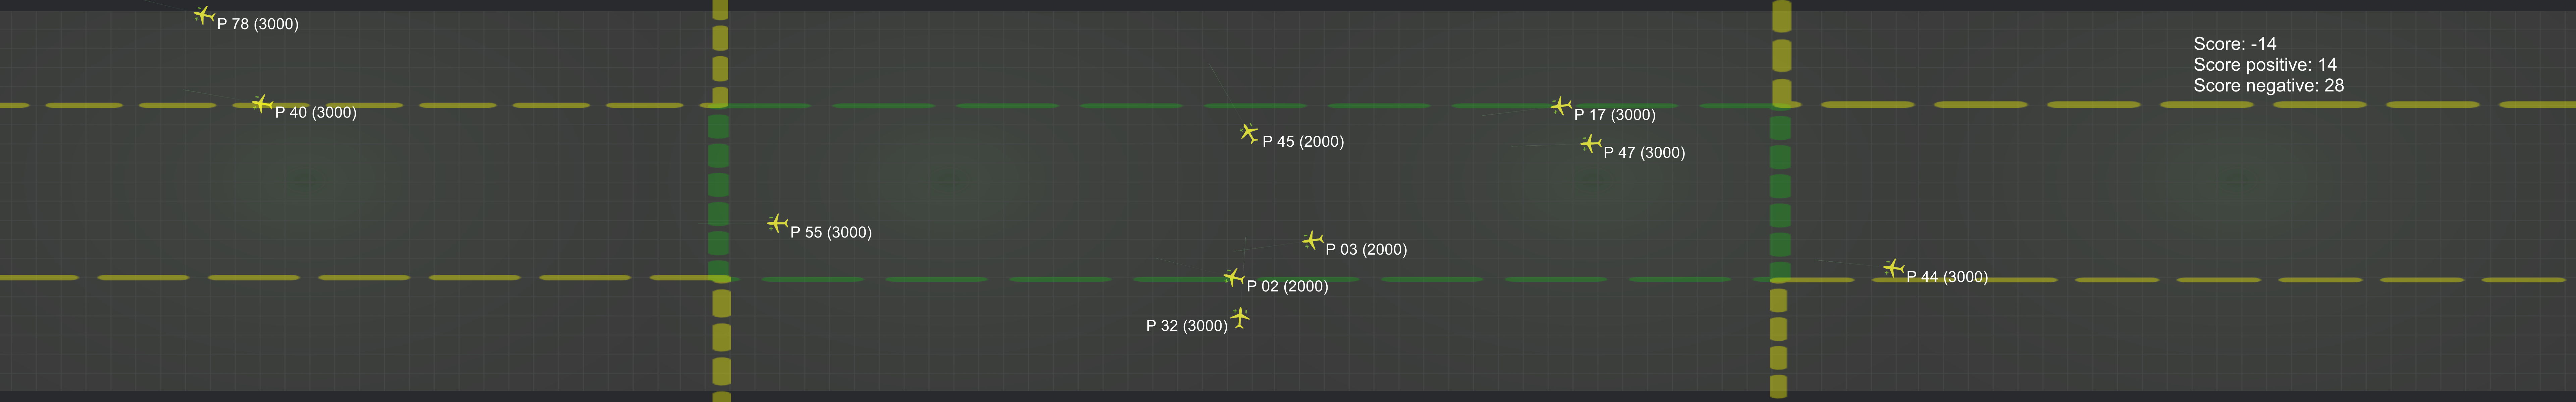 P 78 (3000)
Score: -14
Score positive: 14
Score negative: 28
P 40 (3000)
P 17 (3000)
P 45 (2000)
P 47 (3000)
P 55 (3000)
P 03 (2000)
P 44 (3000)
P 02 (2000)
P 32 (3000)